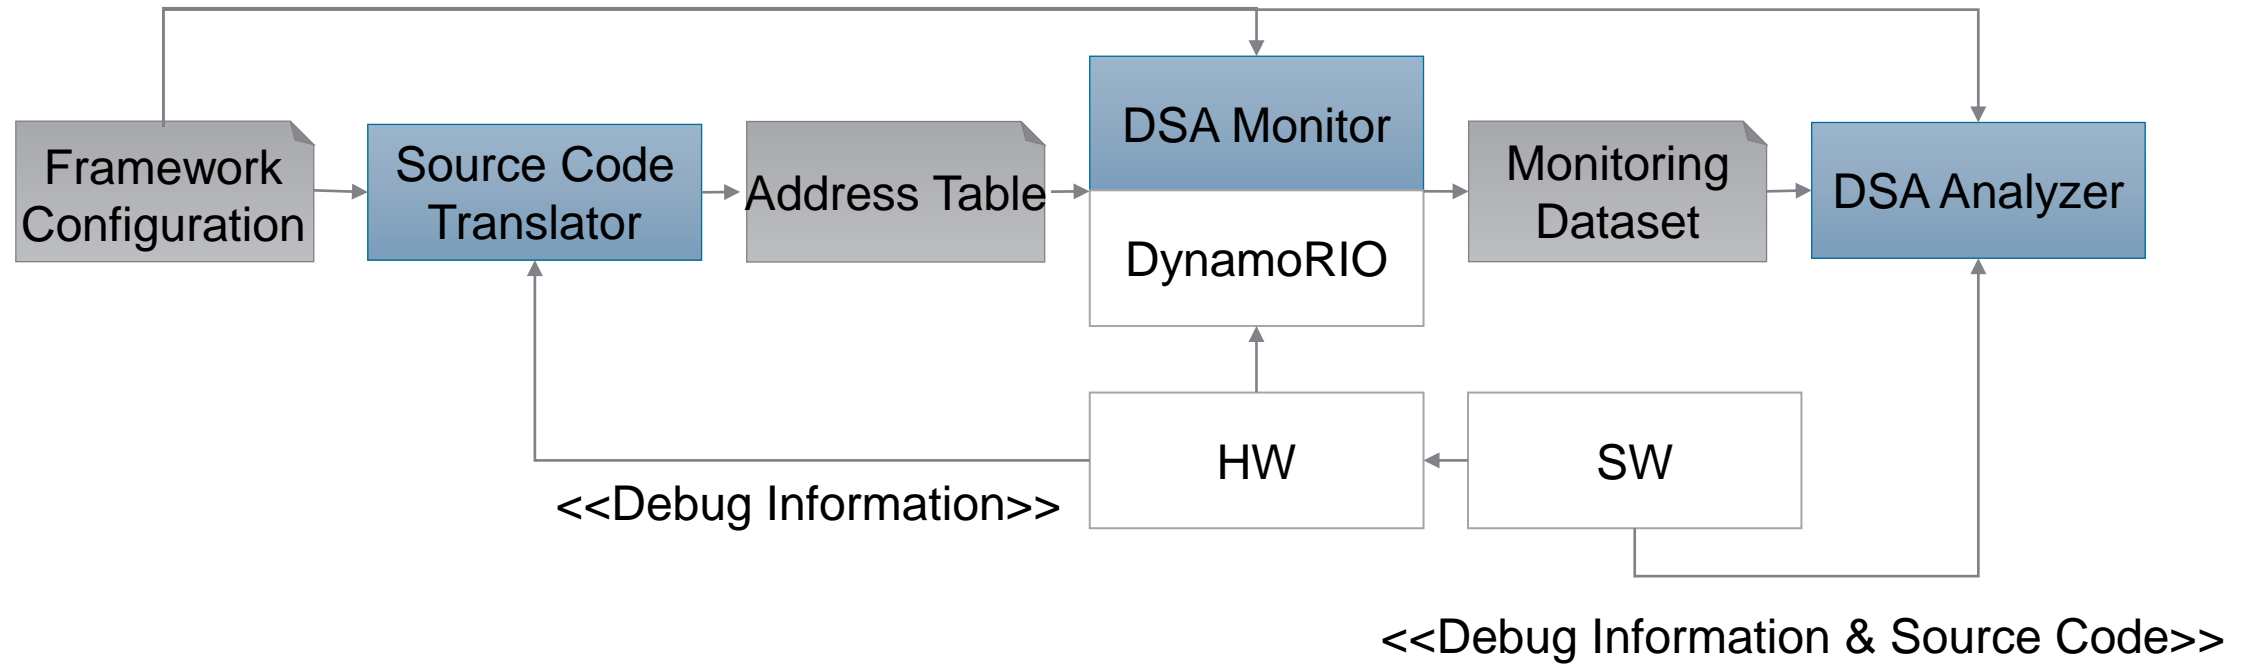 Framework
Configuration
Source Code
Translator
Address Table
DSA Monitor
DynamoRIO
Monitoring
Dataset
DSA Analyzer
HW
SW
<<Debug Information>>
<<Debug Information & Source Code>>